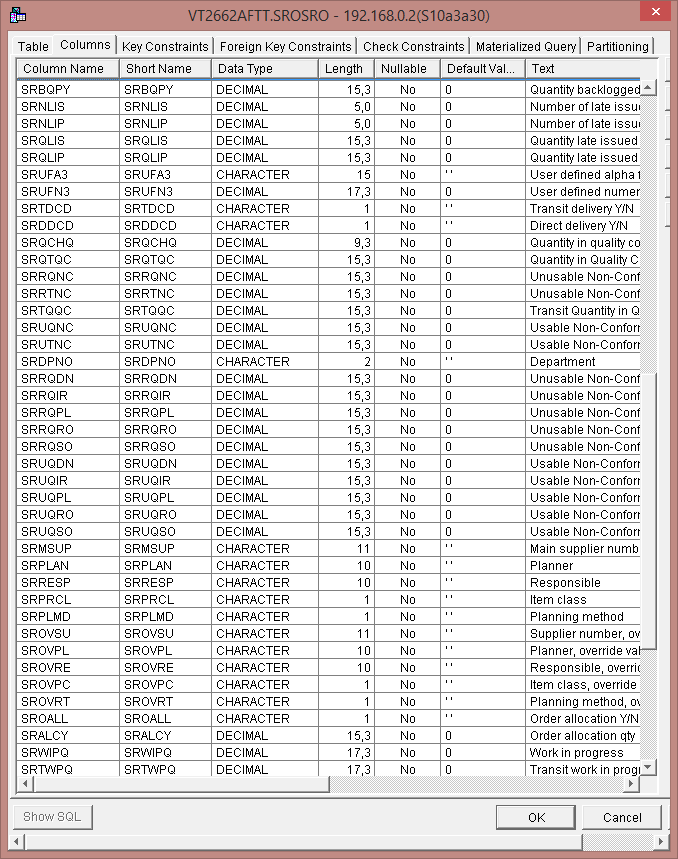 VT2662AFTT.SROSRO - 192.168.0.2(S10a3a30)
Table Columns Key Constraints Foreign Key Constraints Check Constraints Materialized Query Partitioning
Column Name Short Name Data Type Length Nullable Default Val... Text
SRBQPY SRBQPY DECIMAL 15,3 No 0 Quantity backlogged
SRNLIS SRNLIS DECIMAL 5,0 No 0 Number of late issu
SRNLIP SRNLIP DECIMAL 5,0 No 0 Number of late issu
SRQLIS SRQLIS DECIMAL 15,3 No 0 Quantity late issued
SRQLIP SRQLIP DECIMAL 15,3 No 0 Quantity late issued
SRUFA3 SRUFA3 CHARACTER 15 No ' ' User defined alpha f
SRUFN3 SRUFN3 DECIMAL 17,3 No 0 User defined numer
SRTDCD SRTDCD CHARACTER 1 No ' ' Transit delivery Y/N
SRDDCD SRDDCD CHARACTER 1 No ' ' Direct delivery Y/N
SRQCHQ SRQCHQ DECIMAL 9,3 No 0 Quantity in quality co
SRQTQC SRQTQC DECIMAL 15,3 No 0 Quantity in Quality C
SRRQNC SRRQNC DECIMAL 15,3 No 0 Unusable Non-Conf
SRRTNC SRRTNC DECIMAL 15,3 No 0 Unusable Non-Conf
SRTQQC SRTQQC DECIMAL 15,3 No 0 Transit Quantity in Q
SRUQNC SRUQNC DECIMAL 15,3 No 0 Usable Non-Conforr
SRUTNC SRUTNC DECIMAL 15,3 No 0 Usable Non-Conforr
SRDPNO SRDPNO CHARACTER 2 No ' ' Department
SRRQDN SRRQDN DECIMAL 15,3 No 0 Unusable Non-Conf
SRRQIR SRRQIR DECIMAL 15,3 No 0 Unusable Non-Conf
SRRQPL SRRQPL DECIMAL 15,3 No 0 Unusable Non-Conf
SRRQRO SRRQRO DECIMAL 15,3 No 0 Unusable Non-Conf
SRRQSO SRRQSO DECIMAL 15,3 No 0 Unusable Non-Conf
SRUQDN SRUQDN DECIMAL 15,3 No 0 Usable Non-Conforr
SRUQIR SRUQIR DECIMAL 15,3 No 0 Usable Non-Conforr
SRUQPL SRUQPL DECIMAL 15,3 No 0 Usable Non-Conforr
SRUQRO SRUQRO DECIMAL 15,3 No 0 Usable Non-Conforr
SRUQSO SRUQSO DECIMAL 15,3 No 0 Usable Non-Conforr
SRMSUP SRMSUP CHARACTER 11 No ' ' Main supplier numb
SRPLAN SRPLAN CHARACTER 10 No ' ' Planner
SRRESP SRRESP CHARACTER 10 No ' ' Responsible
SRPRCL SRPRCL CHARACTER 1 No ' ' Item class
SRPLMD SRPLMD CHARACTER 1 No ' ' Planning method
SROVSU SROVSU CHARACTER 11 No ' ' Supplier number, ov
SROVPL SROVPL CHARACTER 10 No ' ' Planner, override val
SROVRE SROVRE CHARACTER 10 No ' ' Responsible, overric
SROVPC SROVPC CHARACTER 1 No ' ' Item class, override
SROVRT SROVRT CHARACTER 1 No ' ' Planning method, ov
SROALL SROALL CHARACTER 1 No ' ' Order allocation Y/N
SRALCY SRALCY DECIMAL 15,3 No 0 Order allocation qty
SRWIPQ SRWIPQ DECIMAL 17,3 No 0 Work in progress
SRTWPQ SRTWPQ DECIMAL 17,3 No 0 Transit work in progr
Show SQL OK Cancel